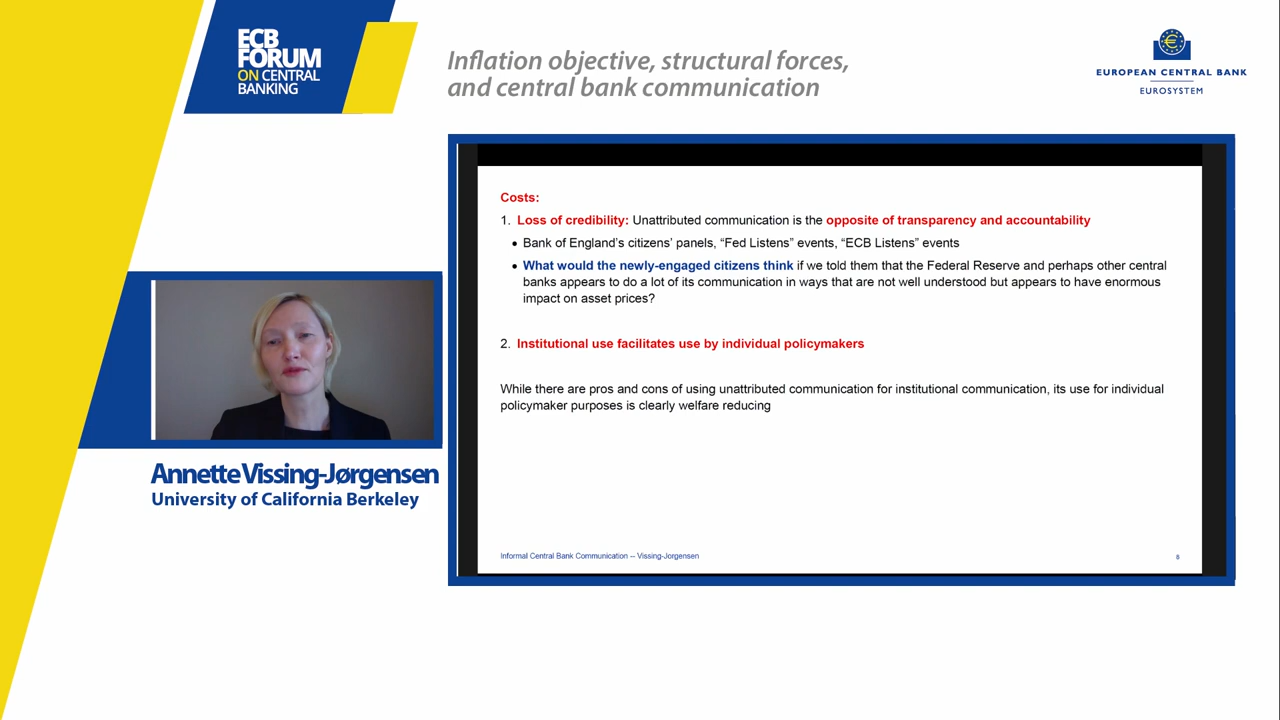 ECB
FORUM
ON CENTRAL
BANKING
Inflation objective, structural forces,
and central bank communication
EUROPEAN CENTRAL BANK
EUROSYSTEM
Costs:
1. Loss of credibility: Unattributed communication is the opposite of transparency and accountability
• Bank of England's citizens' panels, “Fed Listens” events, “ECB Listens” events
• What would the newly-engaged citizens think if we told them that the Federal Reserve and perhaps other central
banks appears to do a lot of its communication in ways that are not well understood but appears to have enormous
impact on asset prices?
2. Institutional use facilitates use by individual policymakers
While there are pros and cons of using unattributed communication for institutional communication, its use for individual
policymaker purposes is clearly welfare reducing
Informal Central Bank Communication -- Vissing-Jorgensen
8
Annette Vissing-Jørgensen
University of California Berkeley